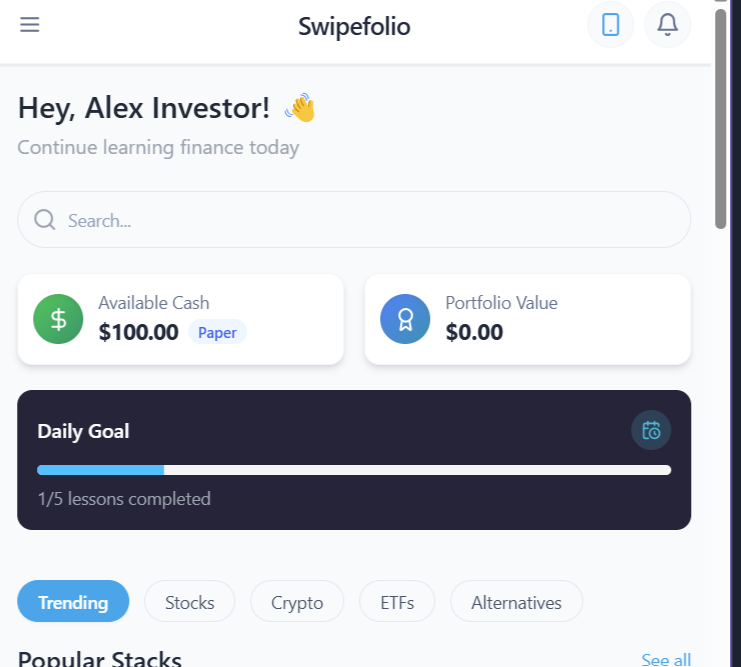 Swipefolio
Hey, Alex Investor! 👋
Continue learning finance today
Search...
Available Cash
$100.00 Paper
Portfolio Value
$0.00
Daily Goal
1/5 lessons completed
Trending Stocks Crypto ETFs Alternatives
Popular Stacks See all